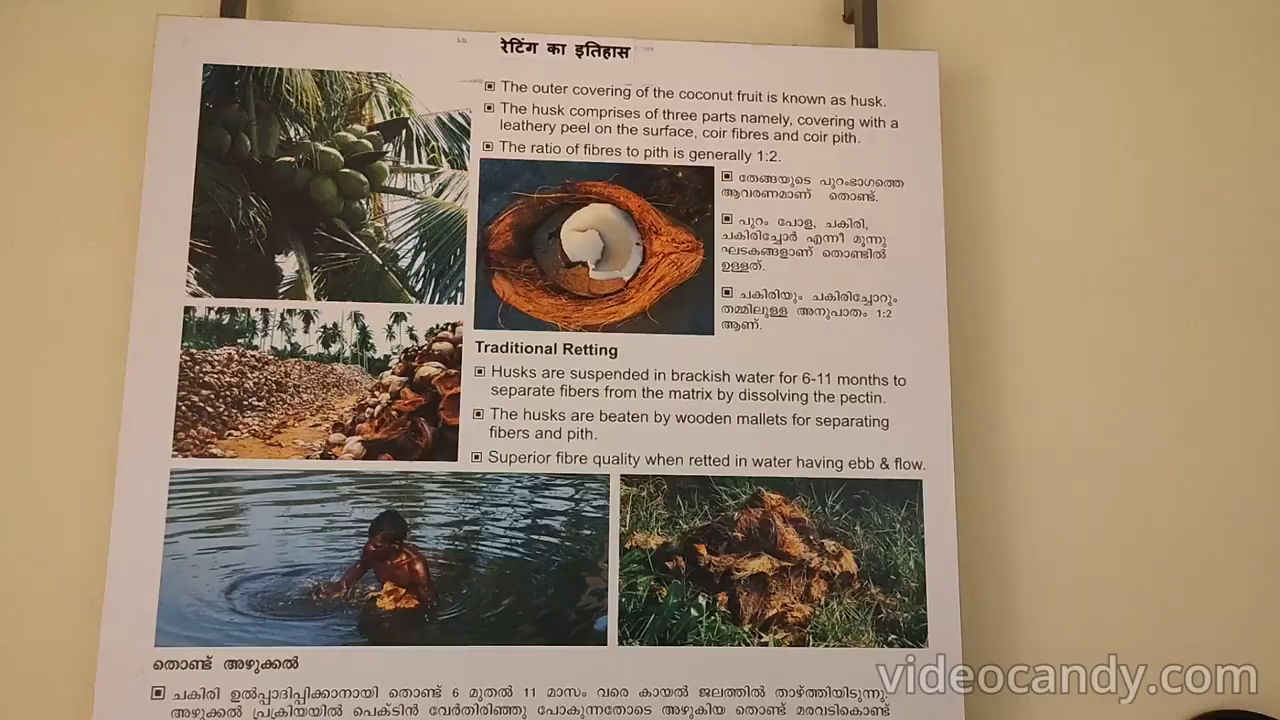 रेटिंग का इतिहास
The outer covering of the coconut fruit is known as husk.
The husk comprises of three parts namely, covering with a
leathery peel on the surface, coir fibres and coir pith.
The ratio of fibres to pith is generally 1:2.
തേങ്ങയുടെ പുറംഭാഗത്തെ
ആവരണമാണ് തൊണ്ട്.
പുറം പോള, ചകിരി,
ചകിരിച്ചോർ എന്നീ മൂന്നു
ഘടകങ്ങളാണ് തൊണ്ടിൽ
ഉള്ളത്.
ചകിരിയും ചകിരിച്ചോറും
തമ്മിലുള്ള അനുപാതം 1:2
ആണ്.
Traditional Retting
Husks are suspended in brackish water for 6-11 months to
separate fibers from the matrix by dissolving the pectin.
The husks are beaten by wooden mallets for separating
fibers and pith.
Superior fibre quality when retted in water having ebb & flow.
തൊണ്ട് അഴുക്കൽ
ചകിരി ഉൽപ്പാദിപ്പിക്കാനായി തൊണ്ട് 6 മുതൽ 11 മാസം വരെ കായൽ ജലത്തിൽ താഴ്ത്തിയിടുന്നു.
അഴുക്കൽ പ്രക്രിയയിൽ പെക്ടിൻ വേർതിരിഞ്ഞു പോകുന്നതോടെ അഴുകിയ തൊണ്ട് മരവടികൊണ്ട്
videocandy.com